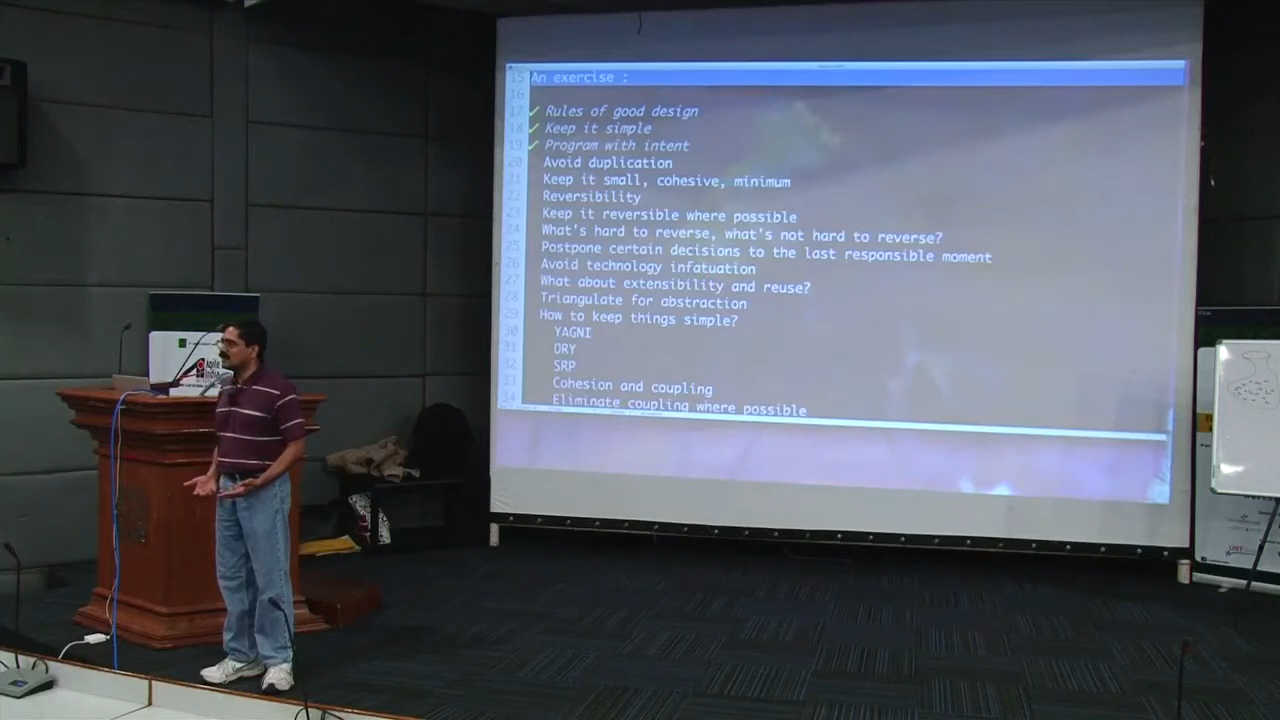 15 An exercise :
16
17 ✓ Rules of good design
18 ✓ Keep it simple
19 ✓ Program with intent
20 Avoid duplication
21 Keep it small, cohesive, minimum
22 Reversibility
23 Keep it reversible where possible
24 What's hard to reverse, what's not hard to reverse?
25 Postpone certain decisions to the last responsible moment
26 Avoid technology infatuation
27 What about extensibility and reuse?
28 Triangulate for abstraction
29 How to keep things simple?
30 YAGNI
31 DRY
32 SRP
33 Cohesion and coupling
34 Eliminate coupling where possible
Agile
India
UST